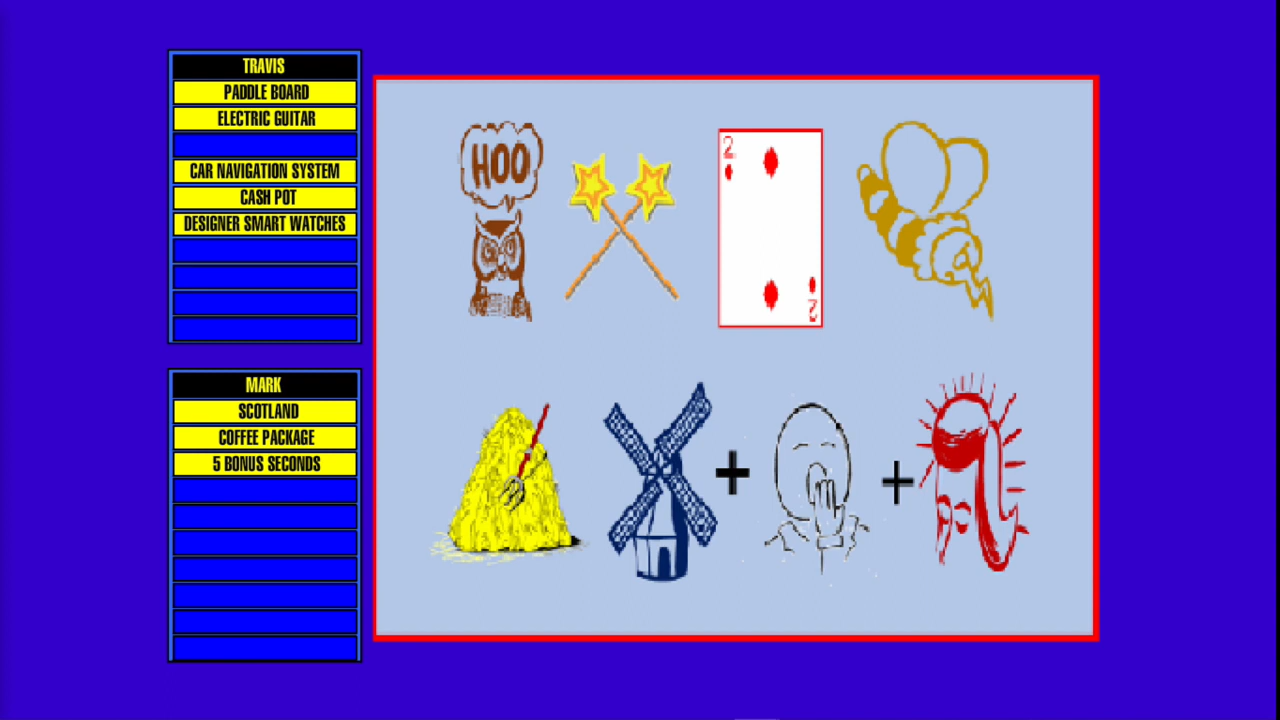 TRAVIS
PADDLE BOARD
ELECTRIC GUITAR
CAR NAVIGATION SYSTEM
CASH POT
DESIGNER SMART WATCHES
MARK
SCOTLAND
COFFEE PACKAGE
5 BONUS SECONDS
HOO
2
2
+
+